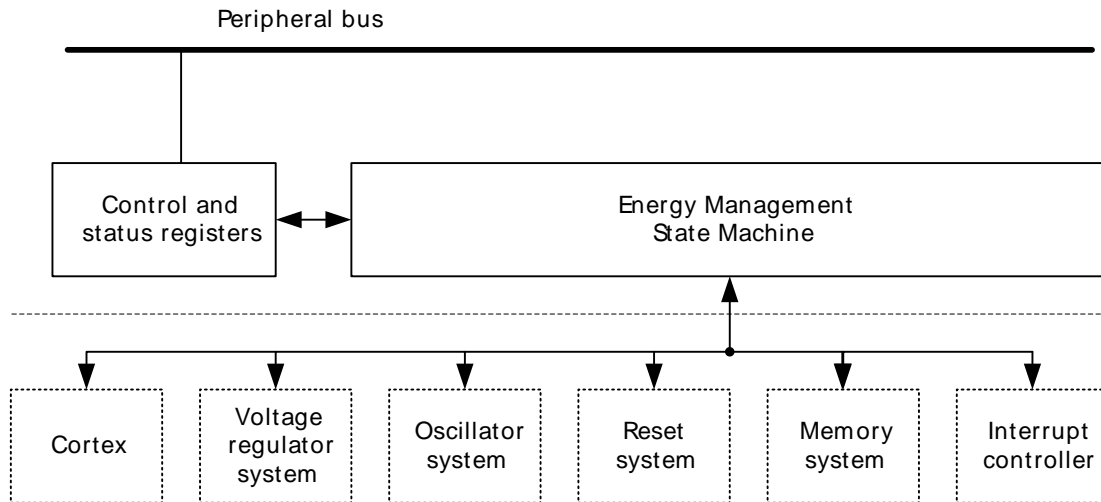 Peripheral bus
Control and
status registers
Energy Management
State Machine
Cortex
Voltage
regulator
system
Oscillator
system
Reset
system
Memory
system
Interrupt
controller